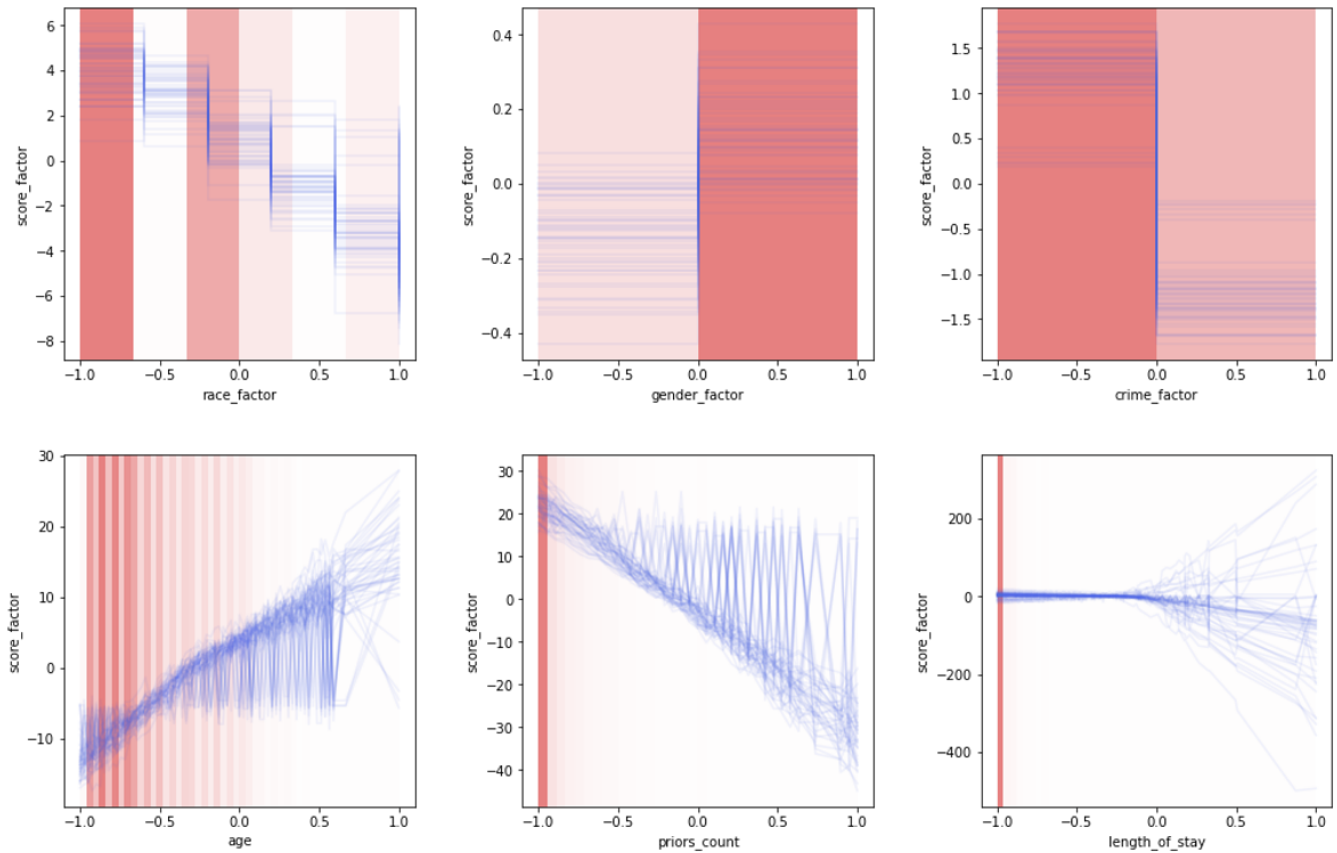 6
4
2
0
−2
−4
−6
−8
score_factor
−1.0 −0.5 0.0 0.5 1.0
race_factor
0.4
0.2
0.0
−0.2
−0.4
score_factor
−1.0 −0.5 0.0 0.5 1.0
gender_factor
1.5
1.0
0.5
0.0
−0.5
−1.0
−1.5
score_factor
−1.0 −0.5 0.0 0.5 1.0
crime_factor
30
20
10
0
−10
score_factor
−1.0 −0.5 0.0 0.5 1.0
age
30
20
10
0
−10
−20
−30
−40
score_factor
−1.0 −0.5 0.0 0.5 1.0
priors_count
200
0
−200
−400
score_factor
−1.0 −0.5 0.0 0.5 1.0
length_of_stay